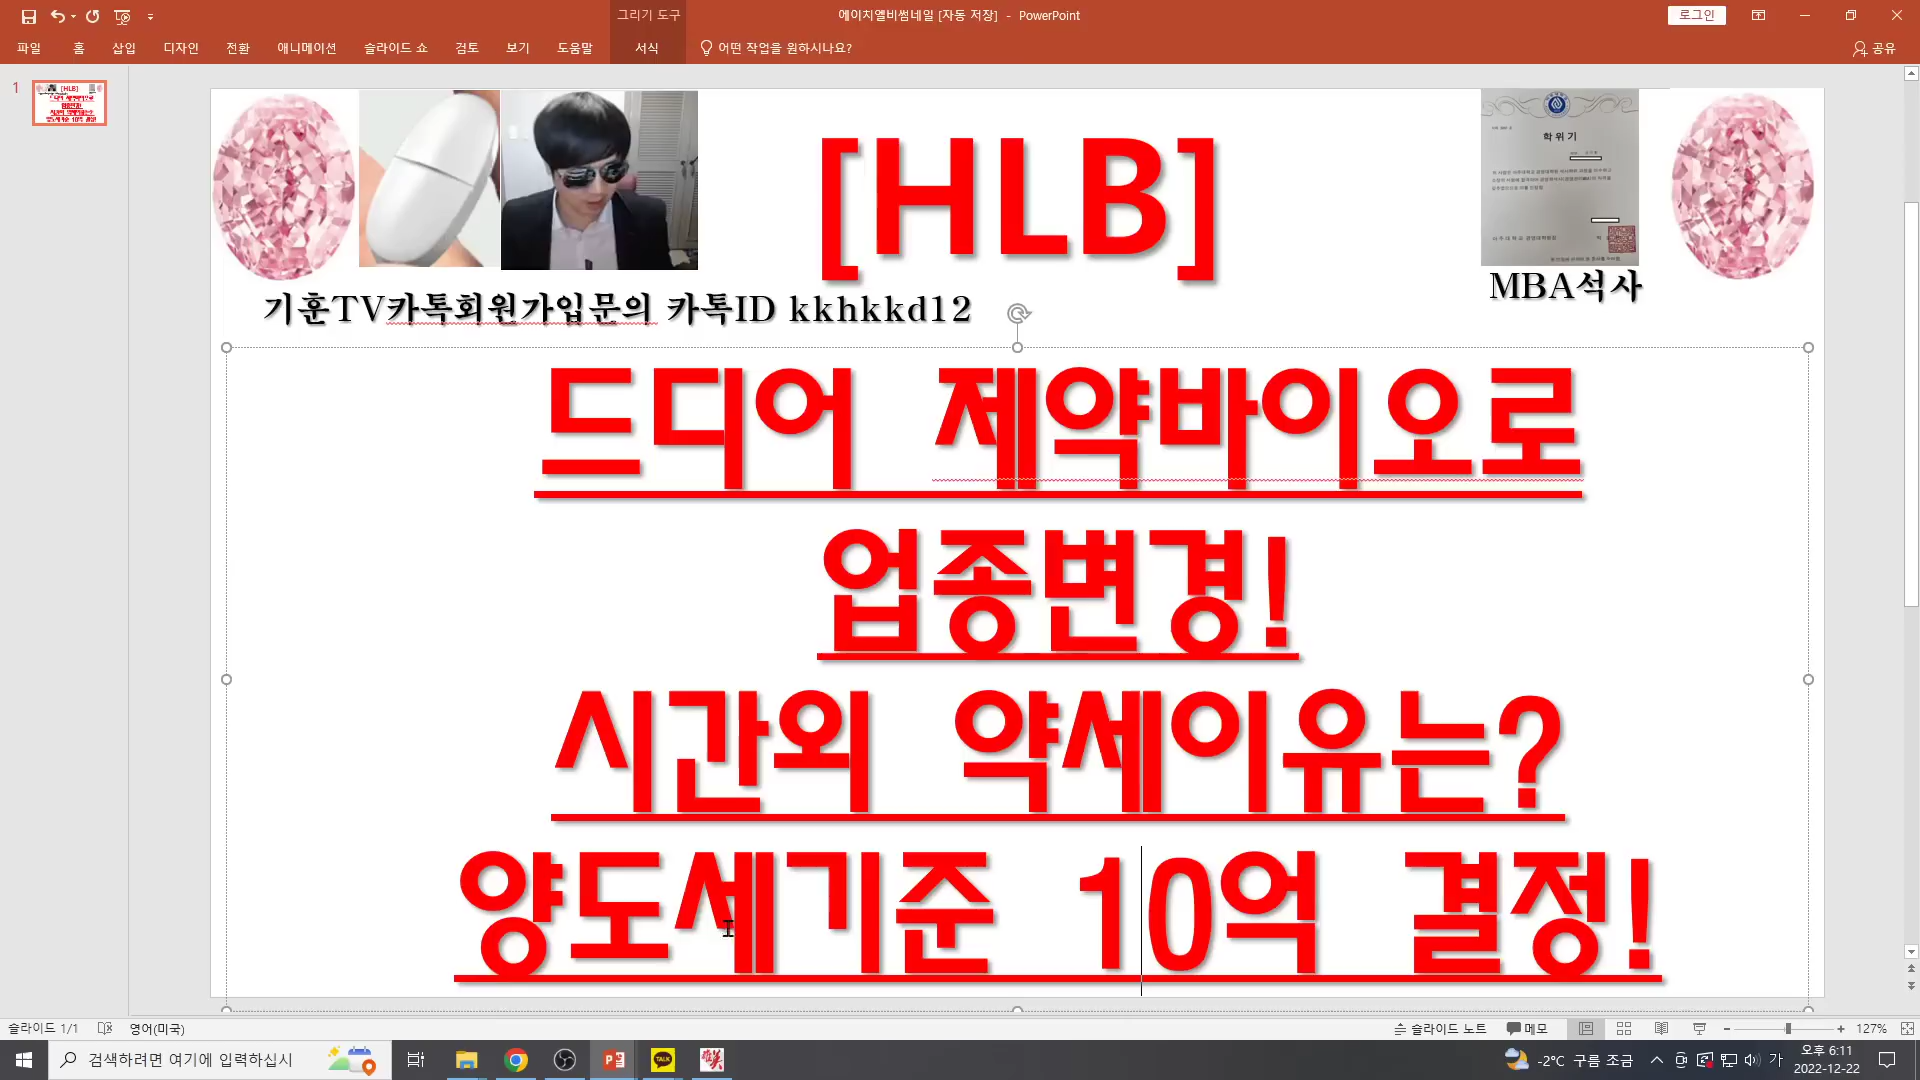 그리기 도구
에이치앨비썸네일 [자동 저장] - PowerPoint
로그인
파일 홈 삽입 디자인 전환 애니메이션 슬라이드 쇼 검토 보기 도움말 서식 어떤 작업을 원하시나요? 공유
1
[HLB]
학위기
MBA석사
기훈TV카톡회원가입문의 카톡ID kkhkkd12
드디어 제약바이오로
업종변경!
시간외 약세이유는?
양도세기준 10억 결정!
슬라이드 1/1 영어(미국) 슬라이드 노트 메모 127%
검색하려면 여기에 입력하십시
TALK
-2°C 구름 조금
가
오후 6:11
2022-12-22